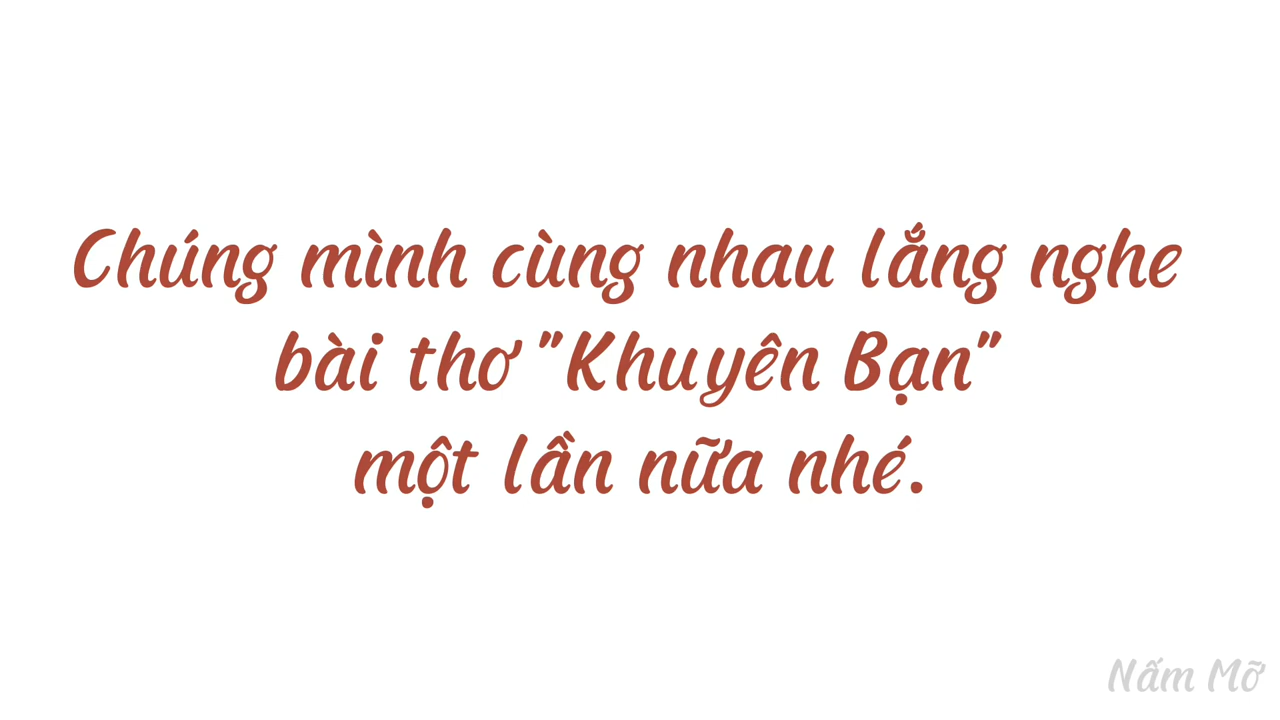 Chúng mình cùng nhau lắng nghe
bài thơ "Khuyên Bạn"
một lần nữa nhé.
Nấm Mỡ